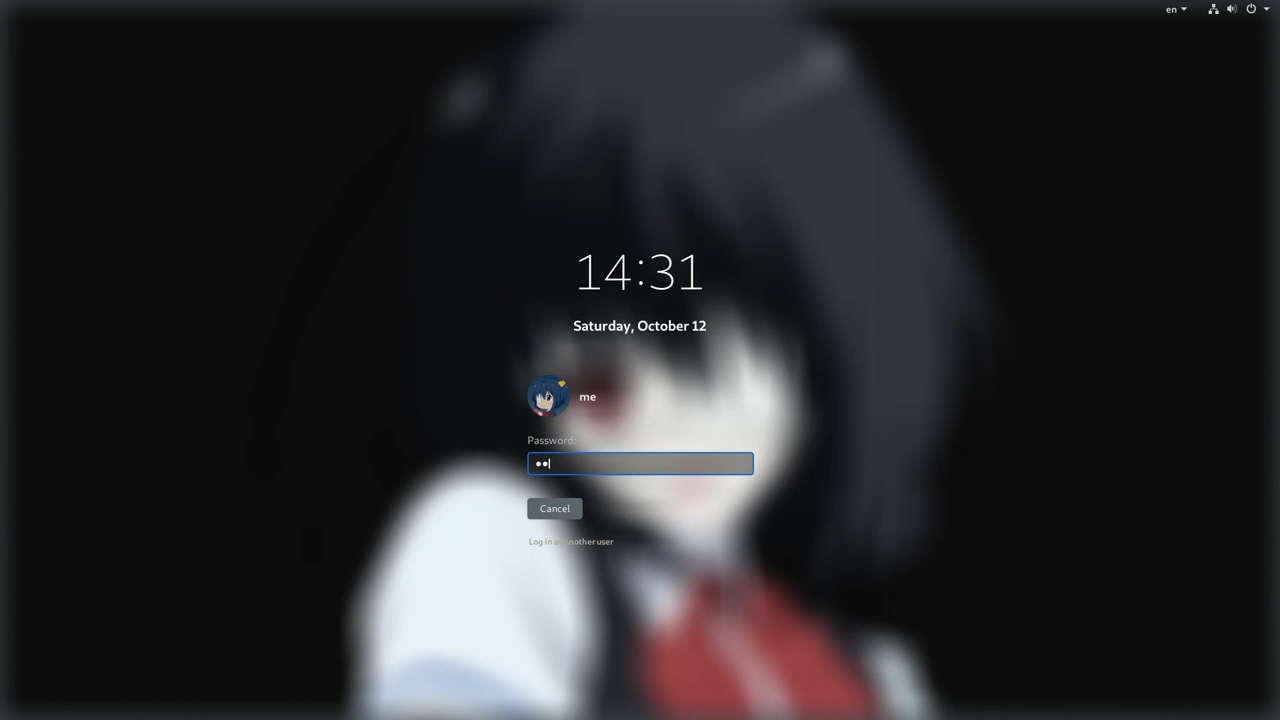 en
14:31
Saturday, October 12
me
Password:
Cancel
Log in as another user